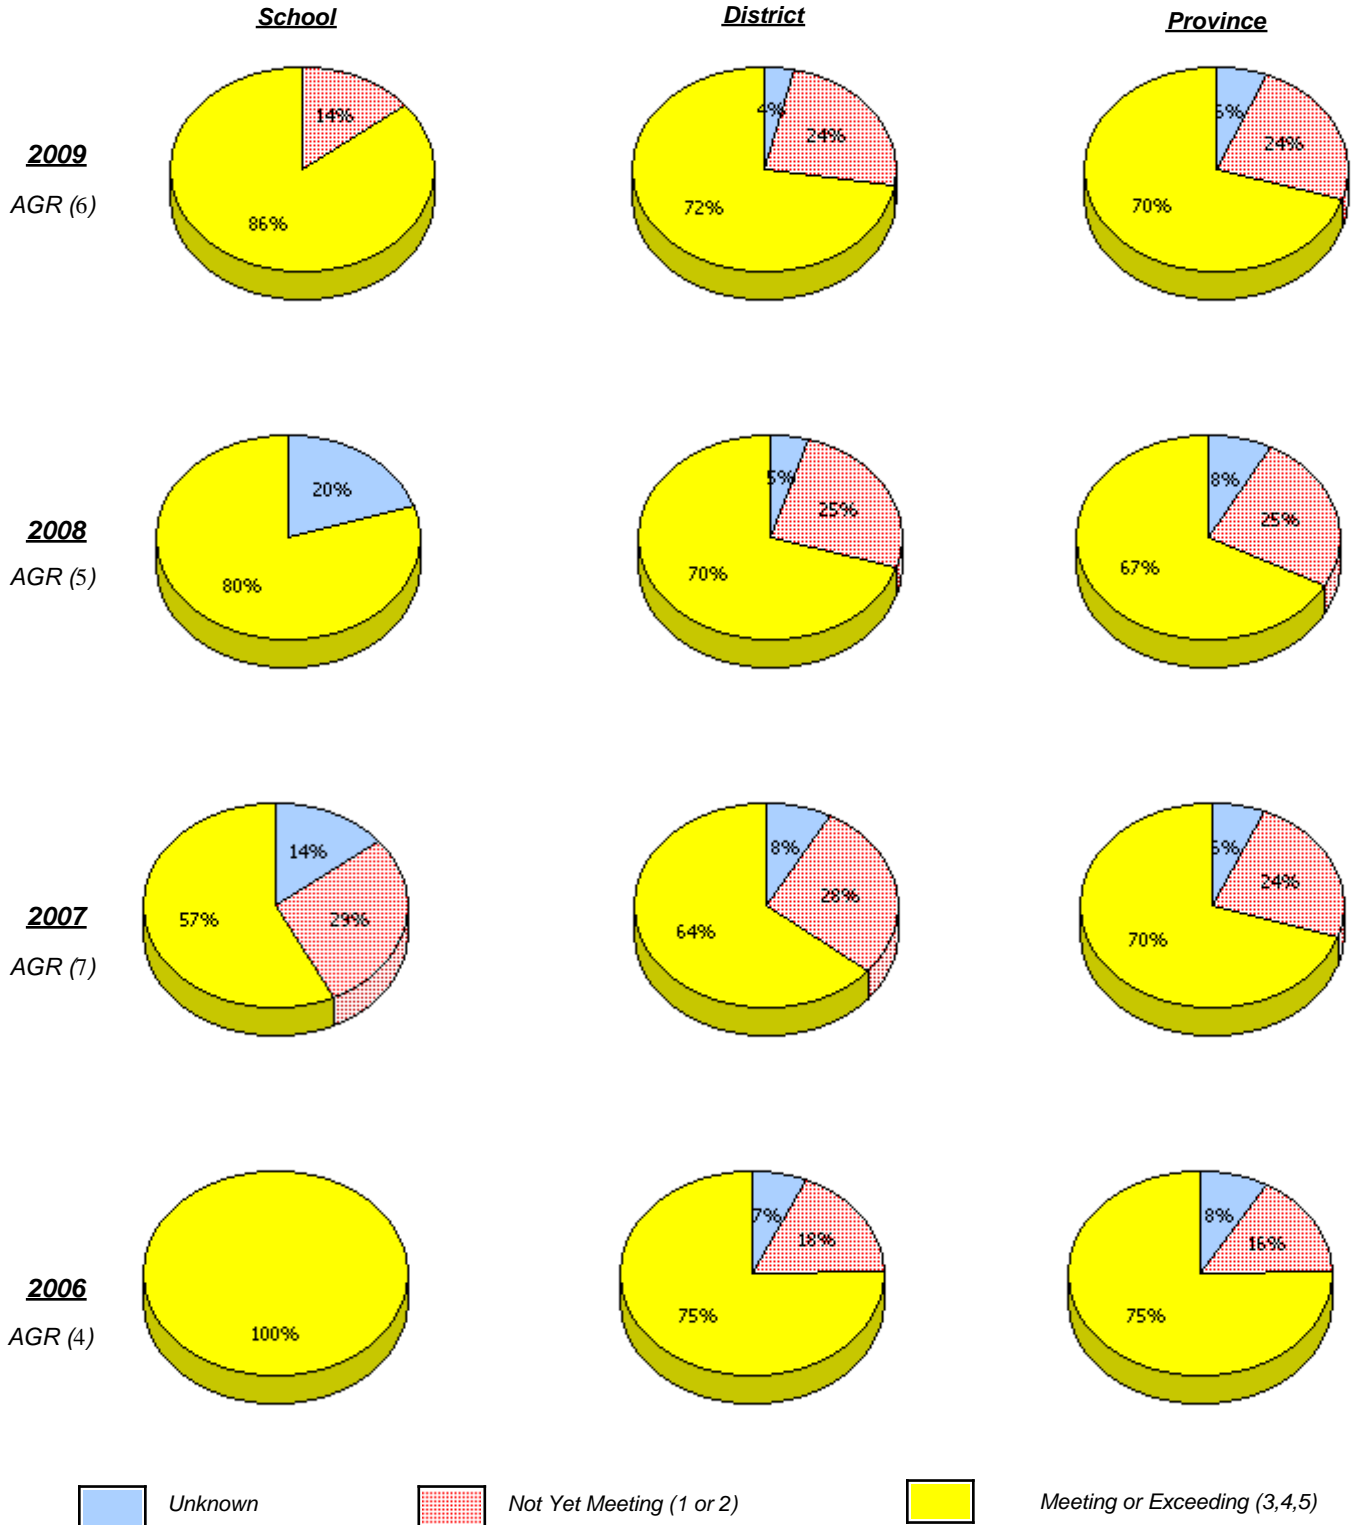 School District Province
14% 4% 24% 24%
2009
AGR (6)
86% 72% 70%
20% 5% 25% 8% 25%
2008
AGR (5)
80% 70% 67%
14% 8% 24%
57% 29% 64% 28% 70%
2007
AGR (7)
7% 18% 8% 16%
2006
AGR (4)
100% 75% 75%
Unknown Not Yet Meeting (1 or 2) Meeting or Exceeding (3,4,5)